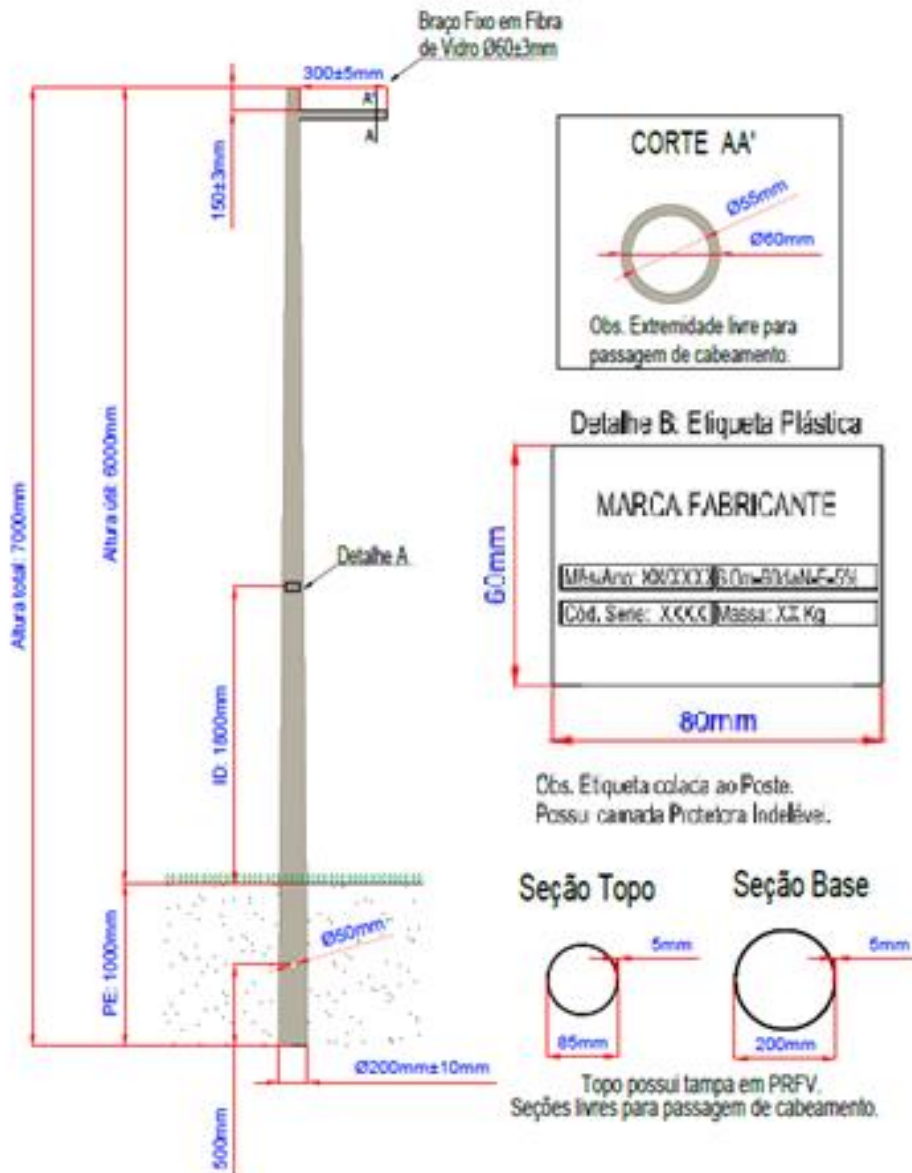 Braço Fixo em Fibra
de Vidro Ø60±3mm
300±5mm
A'
A
150±3mm
Altura total: 7000mm
Altura útil: 6000mm
Detalhe A
1800mm
PE: 1000mm
Ø50mm
Ø200mm±10mm
500mm
CORTE AA'
Ø55mm
Ø60mm
Obs. Extremidade livre para
passagem de cabeamento.
Detalhe B: Etiqueta Plástica
60mm
MARCA FABRICANTE
Mês/Ano: XX/XXXX
Cód. Serie: XXXX Massa: XX Kg
80mm
Obs. Etiqueta colada ao Poste.
Possui camada Protetora Indelével.
Seção Topo
Seção Base
5mm
5mm
85mm
200mm
Topo possui tampa em PRFV.
Seções livres para passagem de cabeamento.